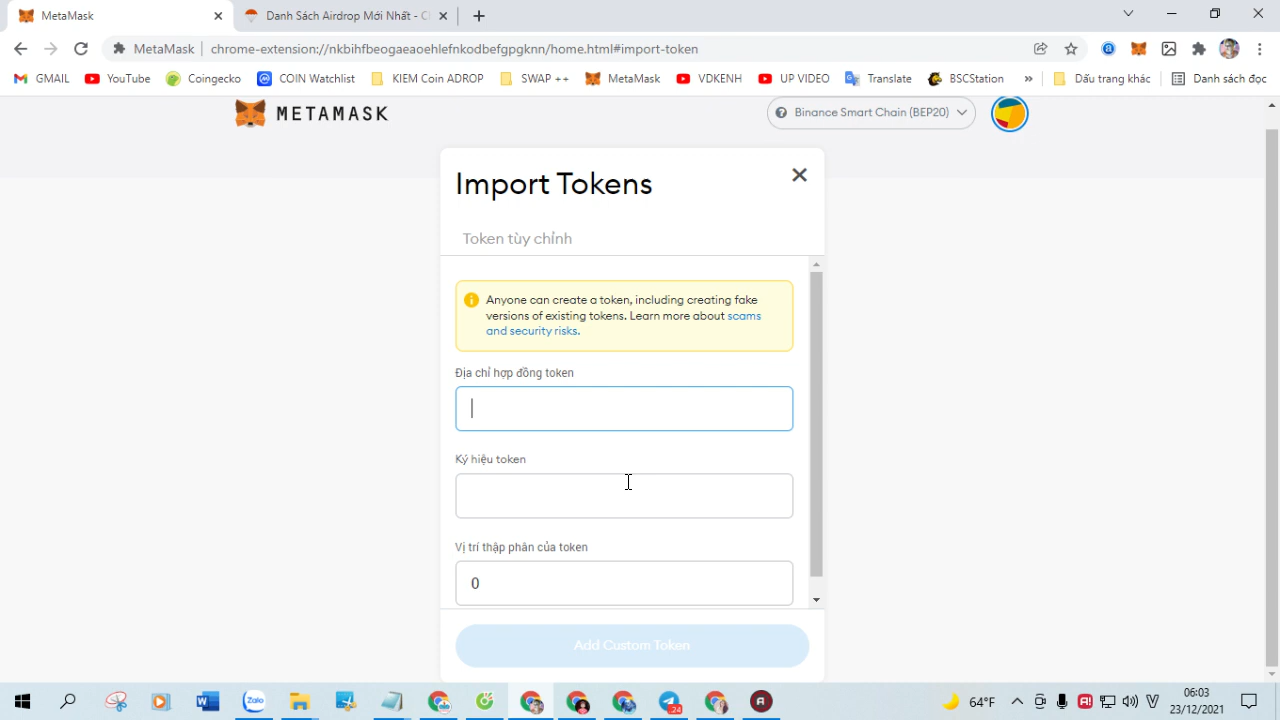 MetaMask
Danh Sách Airdrop Mới Nhất - C
MetaMask
chrome-extension://nkbihfbeogaeaoehlefnkodbefgpgknn/home.html#import-token
GMAIL
YouTube
Coingecko
COIN Watchlist
KIEM Coin ADROP
SWAP ++
MetaMask
VDKENH
UP VIDEO
Translate
BSCStation
»
Dấu trang khác
Danh sách đọc
METAMASK
Binance Smart Chain (BEP20)
Import Tokens
Token tùy chỉnh
Anyone can create a token, including creating fake
versions of existing tokens. Learn more about scams
and security risks.
Địa chỉ hợp đồng token
Ký hiệu token
Vị trí thập phân của token
0
Add Custom Token
Zalo
24
64°F
06:03
23/12/2021